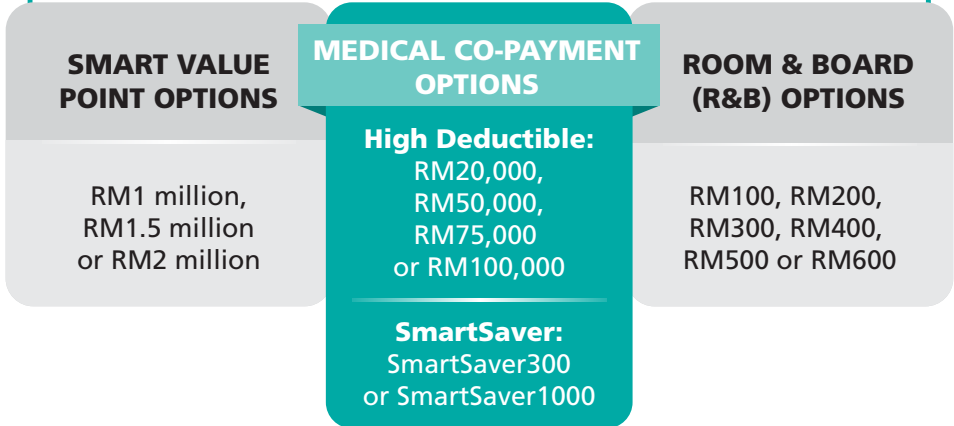 SMART VALUE
POINT OPTIONS
RM1 million,
RM1.5 million
or RM2 million
MEDICAL CO-PAYMENT
OPTIONS
High Deductible:
RM20,000,
RM50,000,
RM75,000
or RM100,000
SmartSaver:
SmartSaver300
or SmartSaver1000
ROOM & BOARD
(R&B) OPTIONS
RM100, RM200,
RM300, RM400,
RM500 or RM600